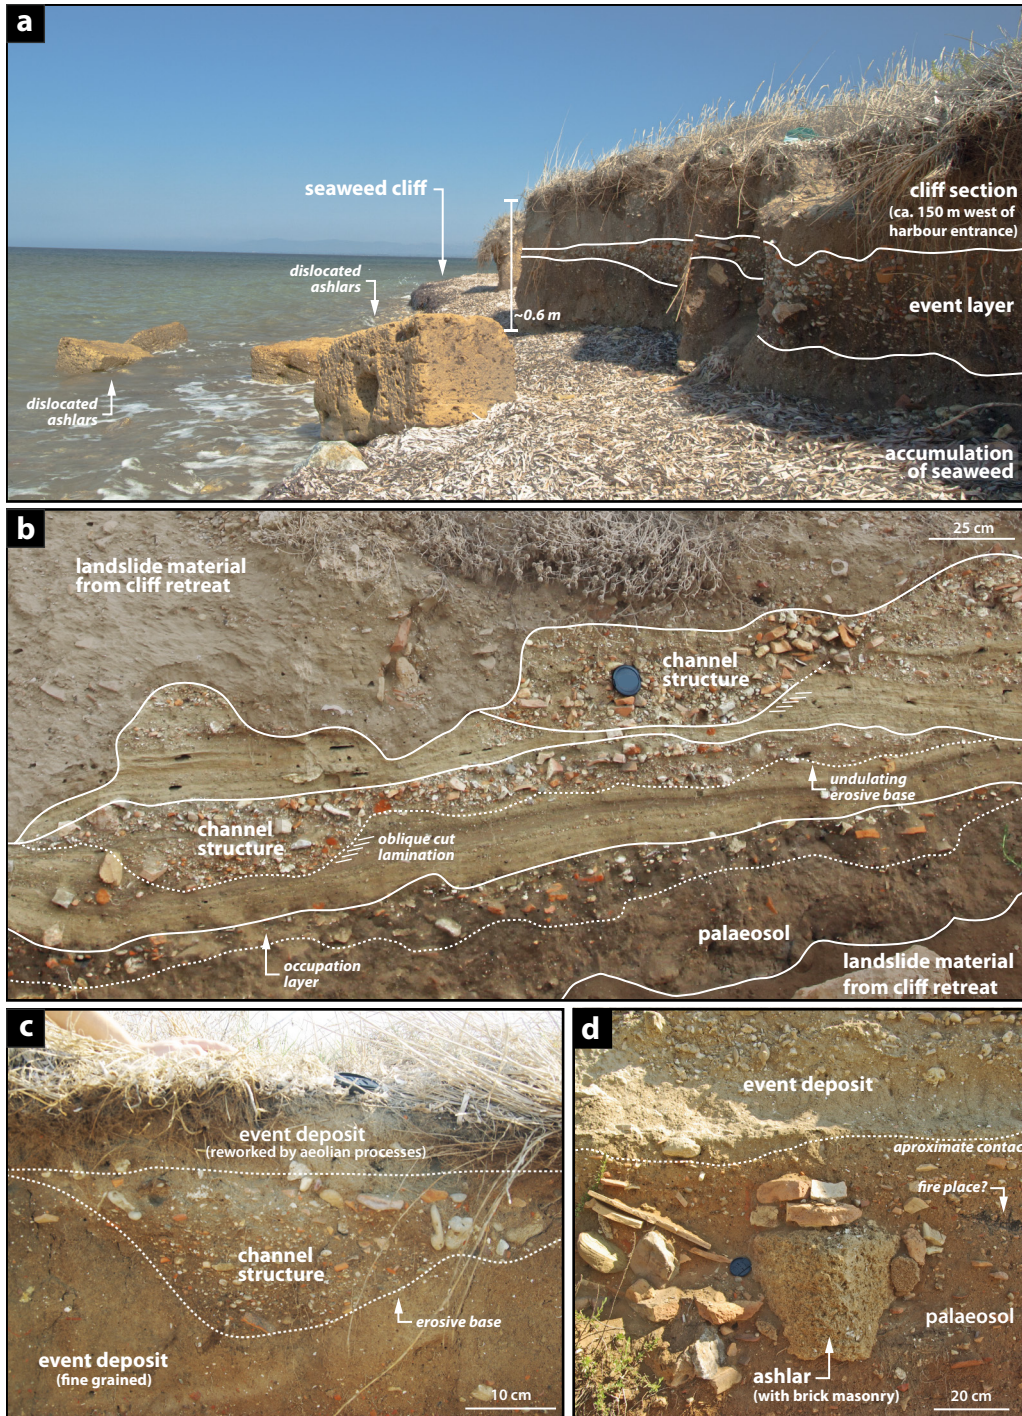 a
seaweed cliff
cliff section
(ca. 150 m west of
harbour entrance)
dislocated
ashlars
event layer
~0.6 m
dislocated
ashlars
accumulation
of seaweed
b
25 cm
landslide material
from cliff retreat
channel
structure
undulating
erosive base
channel
structure
oblique cut
lamination
palaeosol
occupation
layer
landslide material
from cliff retreat
c
event deposit
(reworked by aeolian processes)
channel
structure
erosive base
event deposit
(fine grained)
10 cm
d
event deposit
aproximate contact
fire place?
palaeosol
ashlar
(with brick masonry)
20 cm